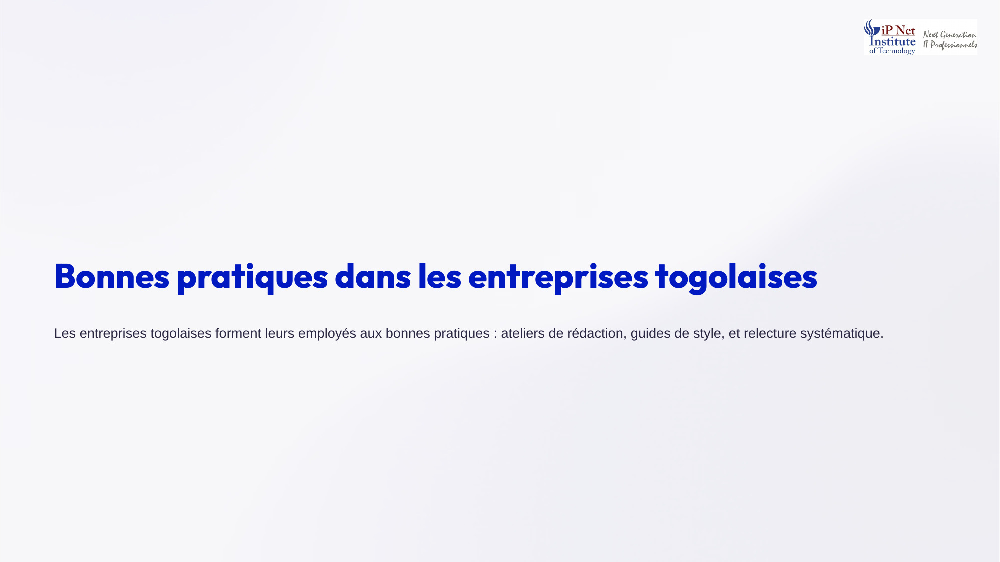 iP Net
Institute
of Technology
Next Generation
IT Professionnels
Bonnes pratiques dans les entreprises togolaises
Les entreprises togolaises forment leurs employés aux bonnes pratiques : ateliers de rédaction, guides de style, et relecture systématique.